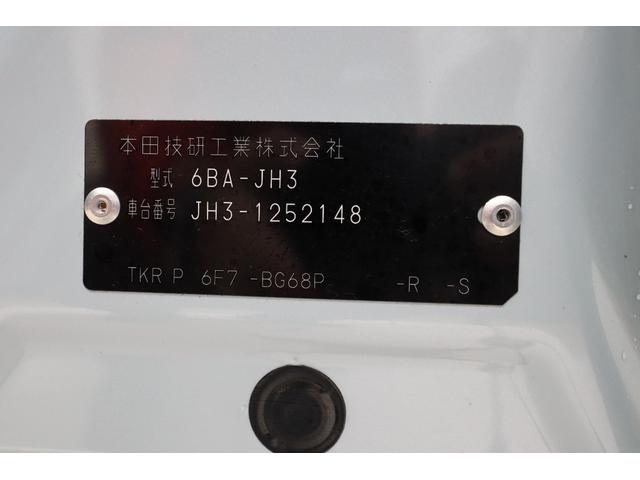 本田技研工業株式会社
型式 6BA-JH3
車台番号 JH3-1252148
TKR P 6F7 -BG68P -R -S